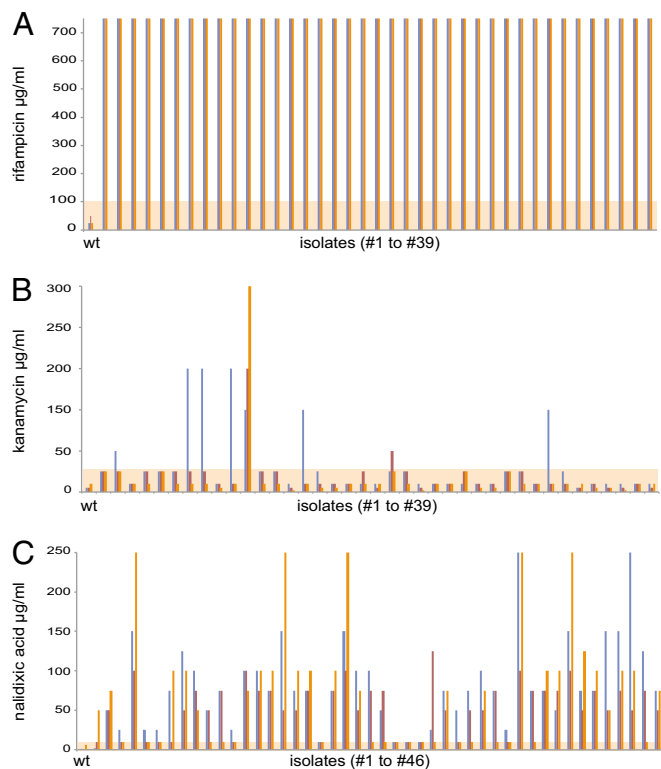 A
rifampicin µg/ml
700
600
500
400
300
200
100
0
wt isolates (#1 to #39)
B
kanamycin µg/ml
300
200
150
50
0
wt isolates (#1 to #39)
C
nalidixic acid µg/ml
250
200
150
100
50
0
wt isolates (#1 to #46)